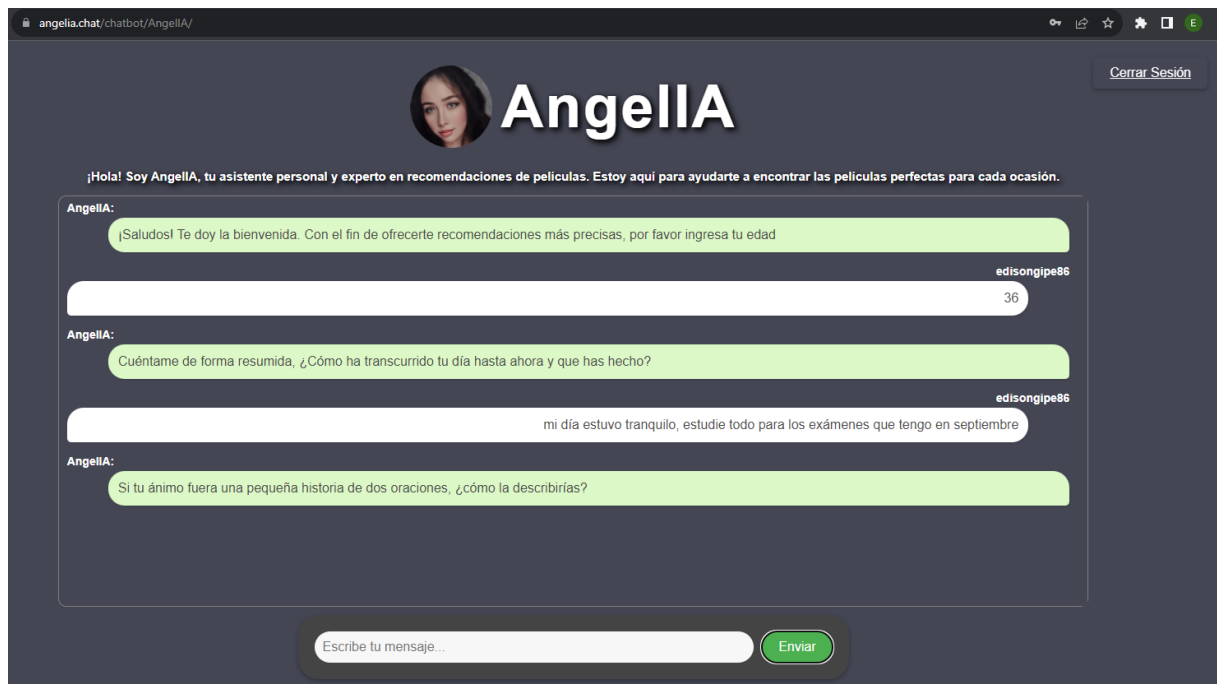 angelia.chat/chatbot/AngelIA/
E
Cerrar Sesión
AngelIA
¡Hola! Soy AngelIA, tu asistente personal y experto en recomendaciones de películas. Estoy aquí para ayudarte a encontrar las películas perfectas para cada ocasión.
AngelIA:
¡Saludos! Te doy la bienvenida. Con el fin de ofrecerte recomendaciones más precisas, por favor ingresa tu edad
edisongipe86
36
AngelIA:
Cuéntame de forma resumida, ¿Cómo ha transcurrido tu día hasta ahora y que has hecho?
edisongipe86
mi día estuvo tranquilo, estudie todo para los exámenes que tengo en septiembre
AngelIA:
Si tu ánimo fuera una pequeña historia de dos oraciones, ¿cómo la describirías?
Escribe tu mensaje...
Enviar